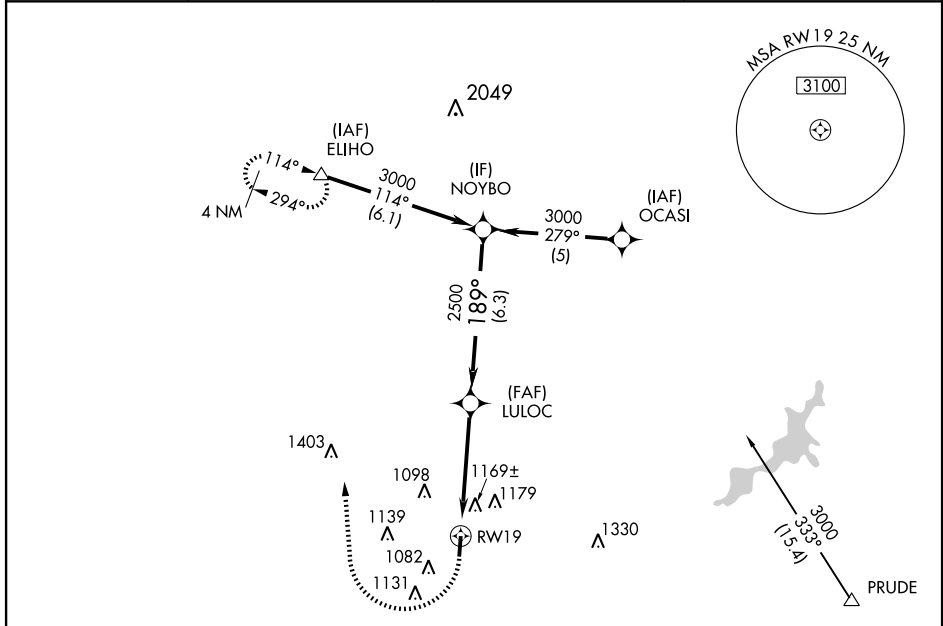 MSA RW19 25 NM
3100
2049
(IAF)
ELIHO
114°
294°
4 NM
3000
114°
(6.1)
(IF)
NOYBO
3000
279°
(5)
(IAF)
OCASI
2500
189°
(6.3)
(FAF)
LULOC
1403
1098
1169±
1179
1139
RW19
1330
1082
1131
3000
333°
(15.4)
PRUDE